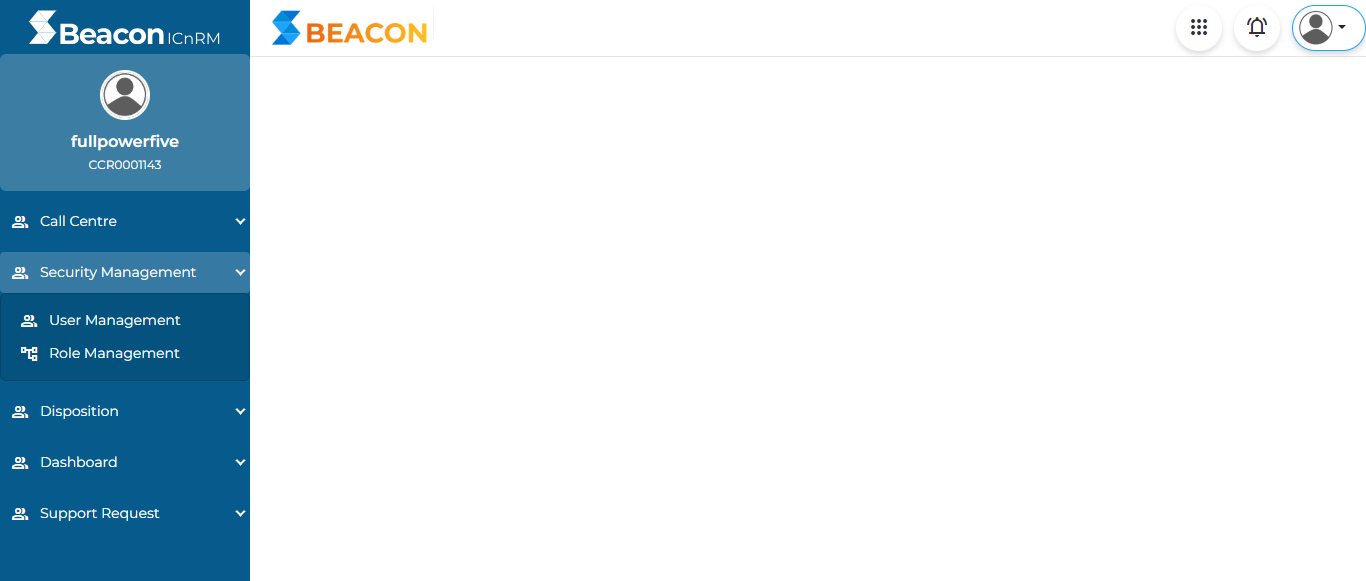 Beacon ICnRM
BEACON
fullpowerfive
CCR0001143
Call Centre
Security Management
User Management
Role Management
Disposition
Dashboard
Support Request